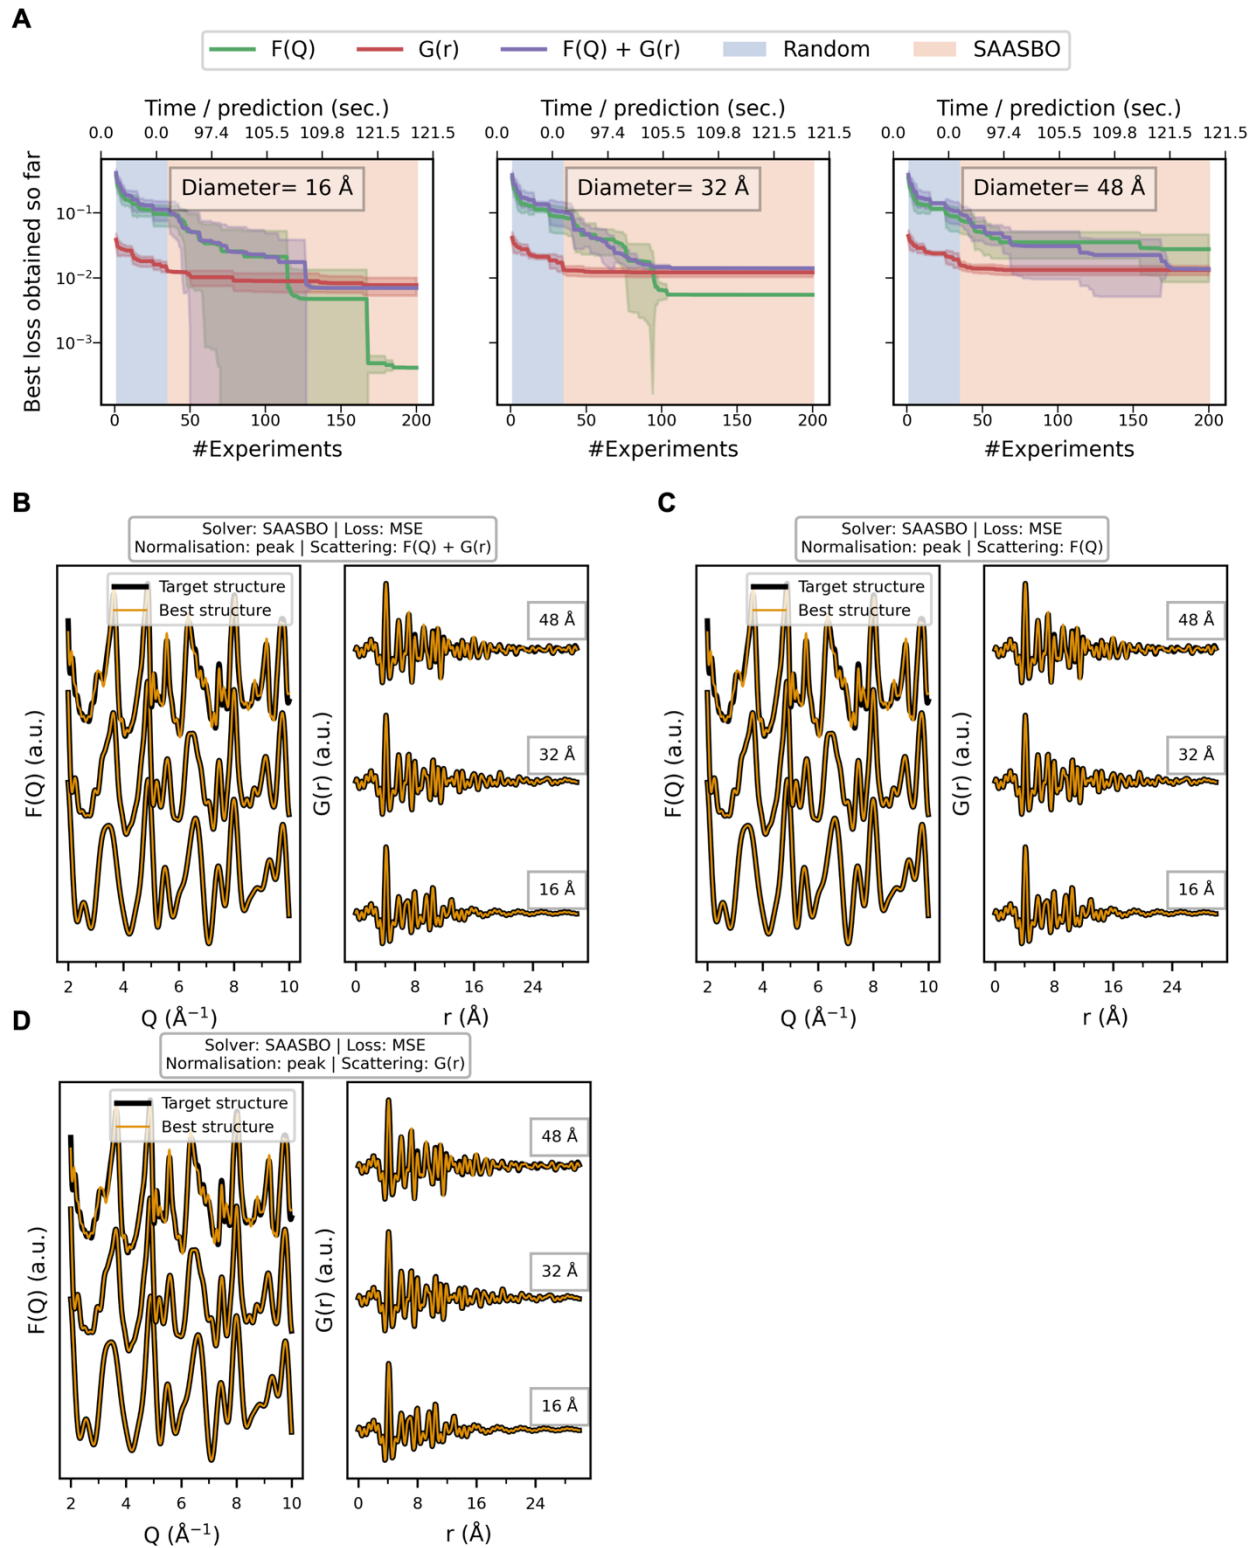 A
F(Q) G(r) F(Q) + G(r) Random SAASBO
Time / prediction (sec.) Time / prediction (sec.) Time / prediction (sec.)
0.0 0.0 97.4 105.5 109.8 121.5 121.5 0.0 0.0 97.4 105.5 109.8 121.5 121.5 0.0 0.0 97.4 105.5 109.8 121.5 121.5
Diameter= 16 Å Diameter= 32 Å Diameter= 48 Å
Best loss obtained so far
10⁻¹
10⁻²
10⁻³
0 50 100 150 200 0 50 100 150 200 0 50 100 150 200
#Experiments #Experiments #Experiments
B
Solver: SAASBO | Loss: MSE
Normalisation: peak | Scattering: F(Q) + G(r)
Target structure
Best structure
F(Q) (a.u.)
G(r) (a.u.)
48 Å
32 Å
16 Å
2 4 6 8 10 0 8 16 24
Q (Å⁻¹) r (Å)
C
Solver: SAASBO | Loss: MSE
Normalisation: peak | Scattering: F(Q)
Target structure
Best structure
F(Q) (a.u.)
G(r) (a.u.)
48 Å
32 Å
16 Å
2 4 6 8 10 0 8 16 24
Q (Å⁻¹) r (Å)
D
Solver: SAASBO | Loss: MSE
Normalisation: peak | Scattering: G(r)
Target structure
Best structure
F(Q) (a.u.)
G(r) (a.u.)
48 Å
32 Å
16 Å
2 4 6 8 10 0 8 16 24
Q (Å⁻¹) r (Å)